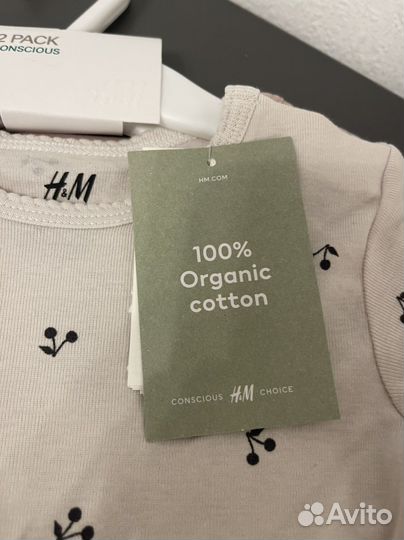 2 PACK
CONSCIOUS
H&M
HM.COM
100%
Organic
cotton
CONSCIOUS H&M CHOICE
Avito